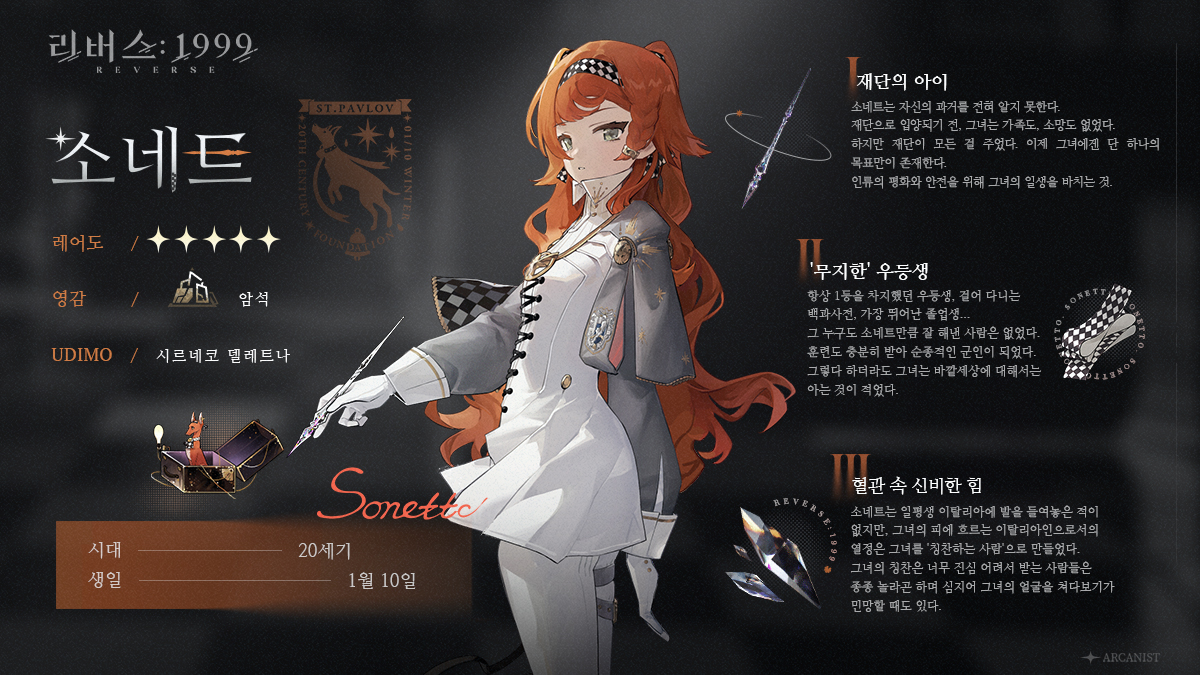 리버스:1999
REVERSE
소네트
ST.PAVLOV
20TH CENTURY
01/10 WINTER
FOUNDATION
레어도 /
영감 / 암석
UDIMO / 시르네코 델레트나
Sonetto
시대 20세기
생일 1월 10일
I
재단의 아이
소네트는 자신의 과거를 전혀 알지 못한다.
재단으로 입양되기 전, 그녀는 가족도, 소망도 없었다.
하지만 재단이 모든 걸 주었다. 이제 그녀에겐 단 하나의
목표만이 존재한다.
인류의 평화와 안전을 위해 그녀의 일생을 바치는 것.
II
'무지한' 우등생
항상 1등을 차지했던 우등생, 걸어 다니는
백과사전, 가장 뛰어난 졸업생...
그 누구도 소네트만큼 잘 해낸 사람은 없었다.
훈련도 충분히 받아 순종적인 군인이 되었다.
그렇다 하더라도 그녀는 바깥세상에 대해서는
아는 것이 적었다.
SONETTO. SONETTO. SONETTO.
III
혈관 속 신비한 힘
소네트는 일평생 이탈리아에 발을 들여놓은 적이
없지만, 그녀의 피에 흐르는 이탈리아인으로서의
열정은 그녀를 '칭찬하는 사람'으로 만들었다.
그녀의 칭찬은 너무 진심 어려서 받는 사람들은
종종 놀라곤 하며 심지어 그녀의 얼굴을 쳐다보기가
민망할 때도 있다.
REVERSE:1999
ARCANIST